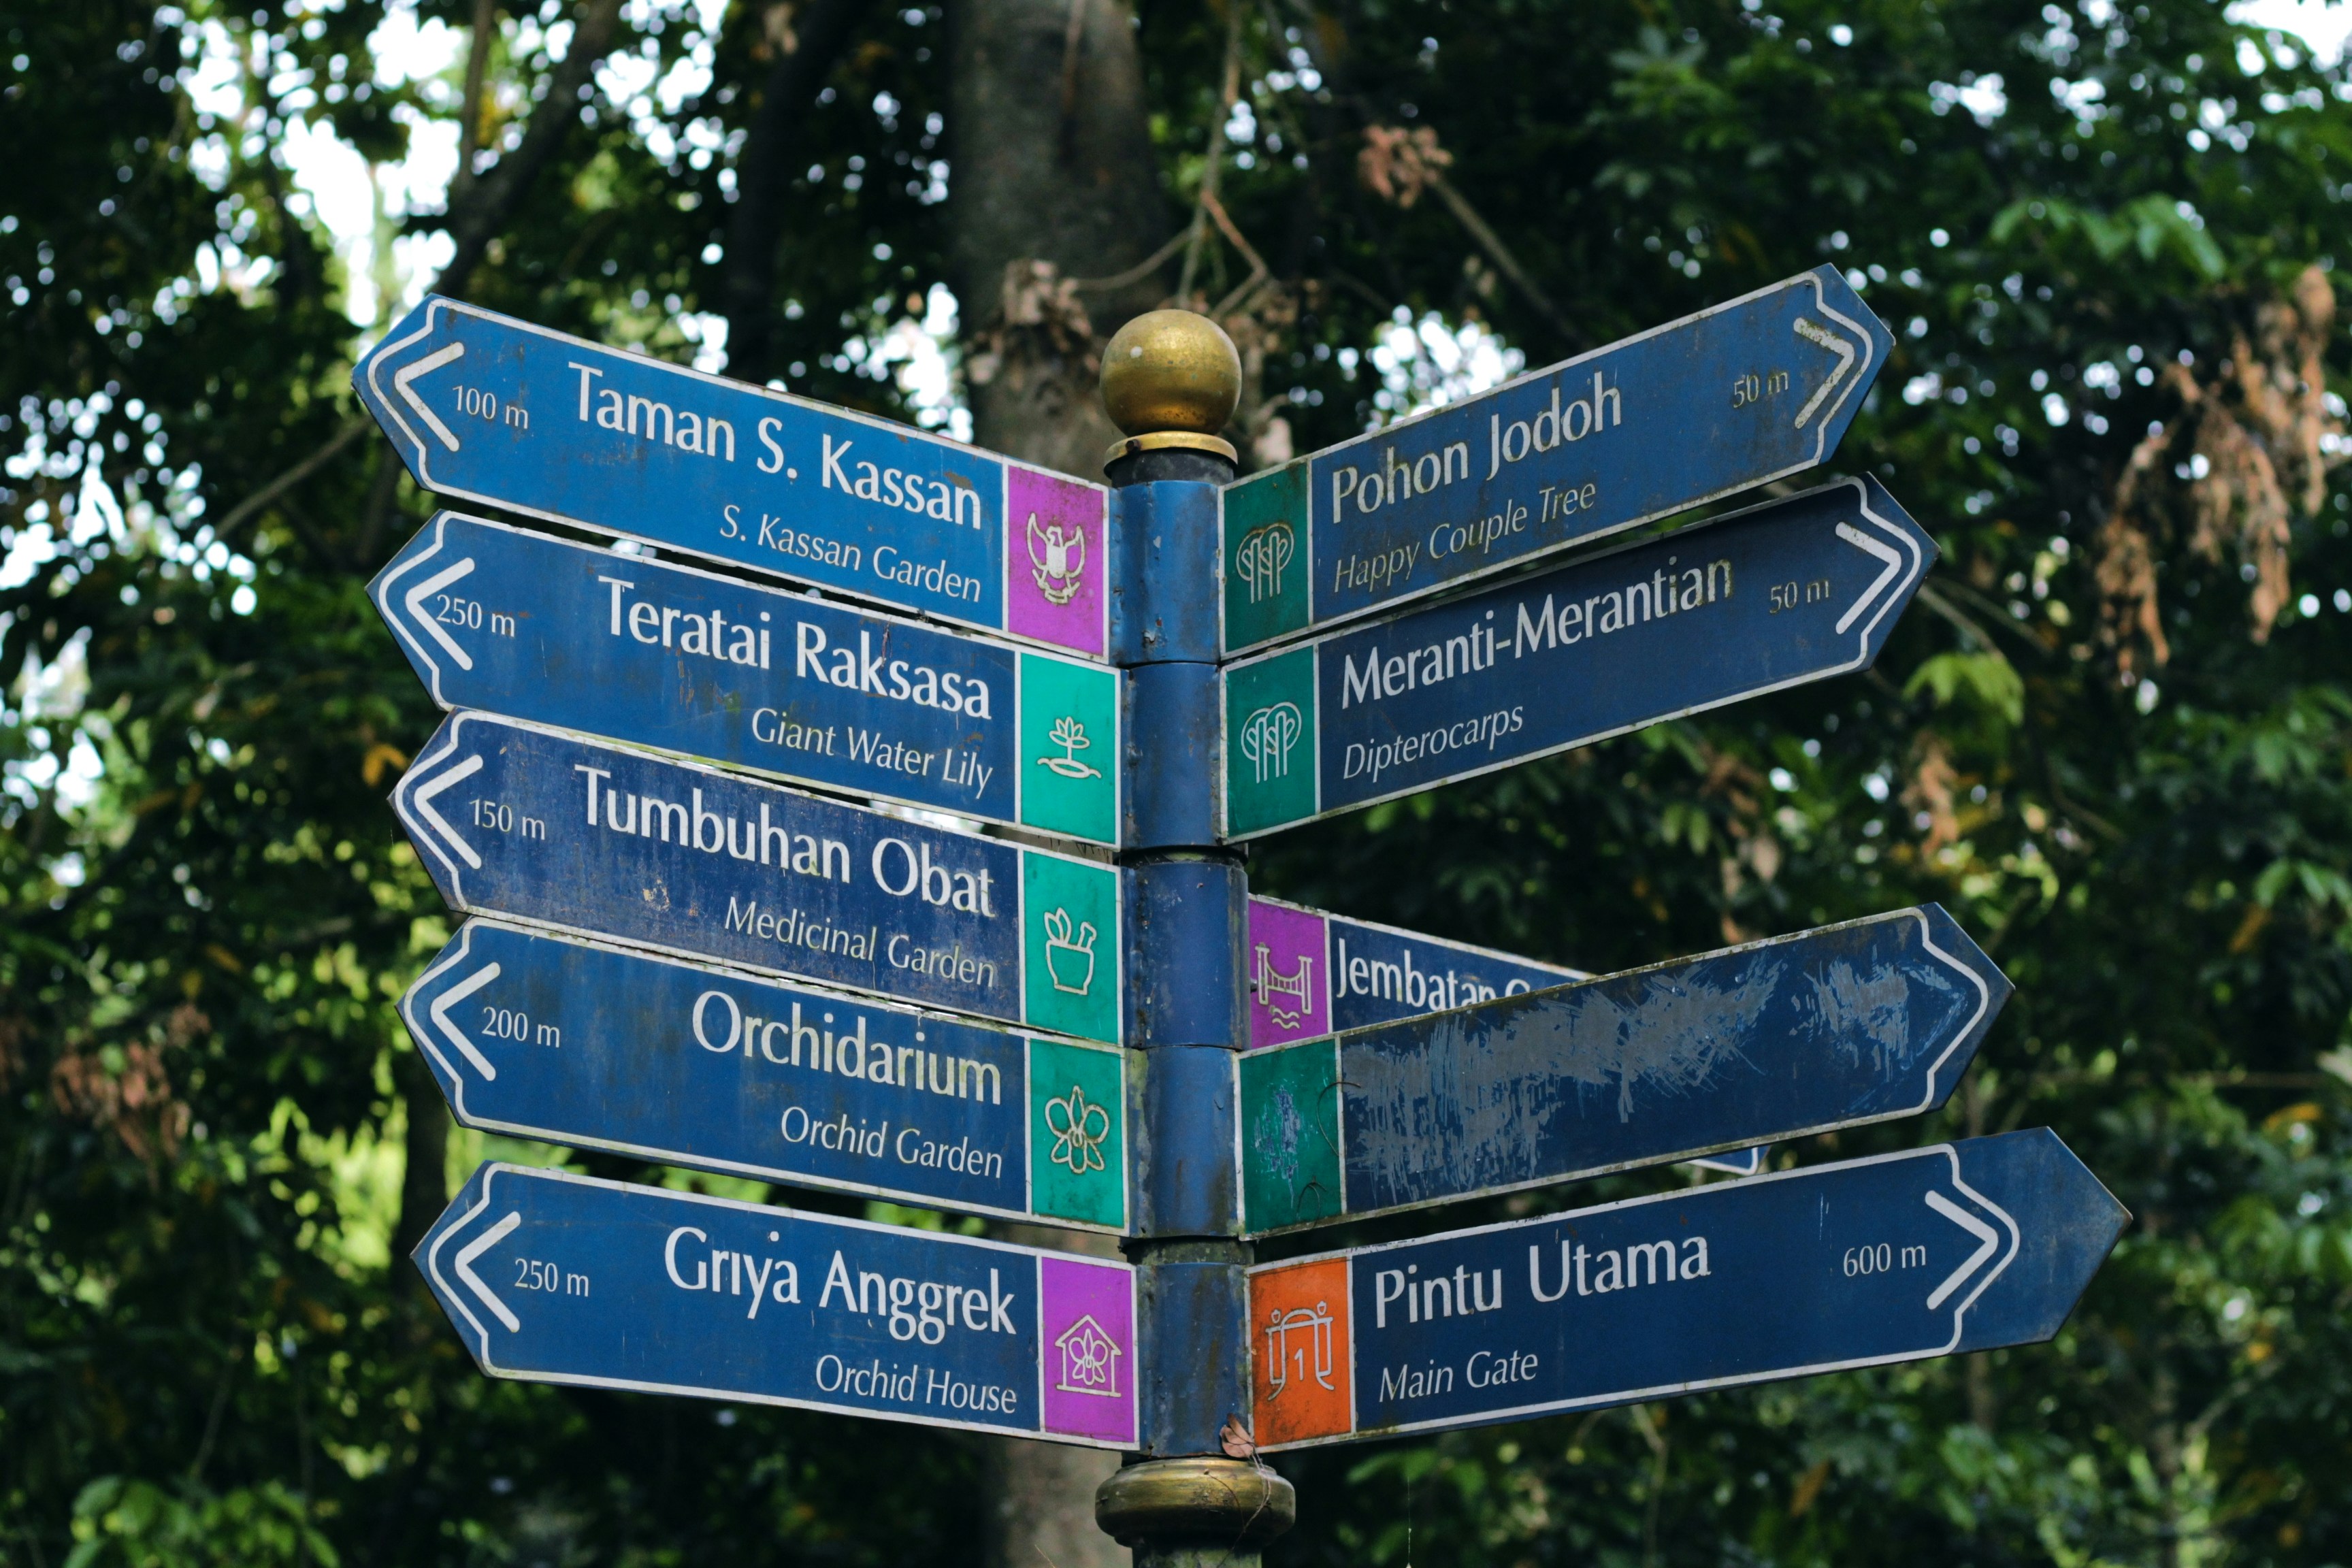 100 m Taman S. Kassan
S. Kassan Garden
250 m Teratai Raksasa
Giant Water Lily
150 m Tumbuhan Obat
Medicinal Garden
200 m Orchidarium
Orchid Garden
250 m Griya Anggrek
Orchid House
Pohon Jodoh 50 m
Happy Couple Tree
Meranti-Merantian 50 m
Dipterocarps
Jembatan
Pintu Utama 600 m
Main Gate
1